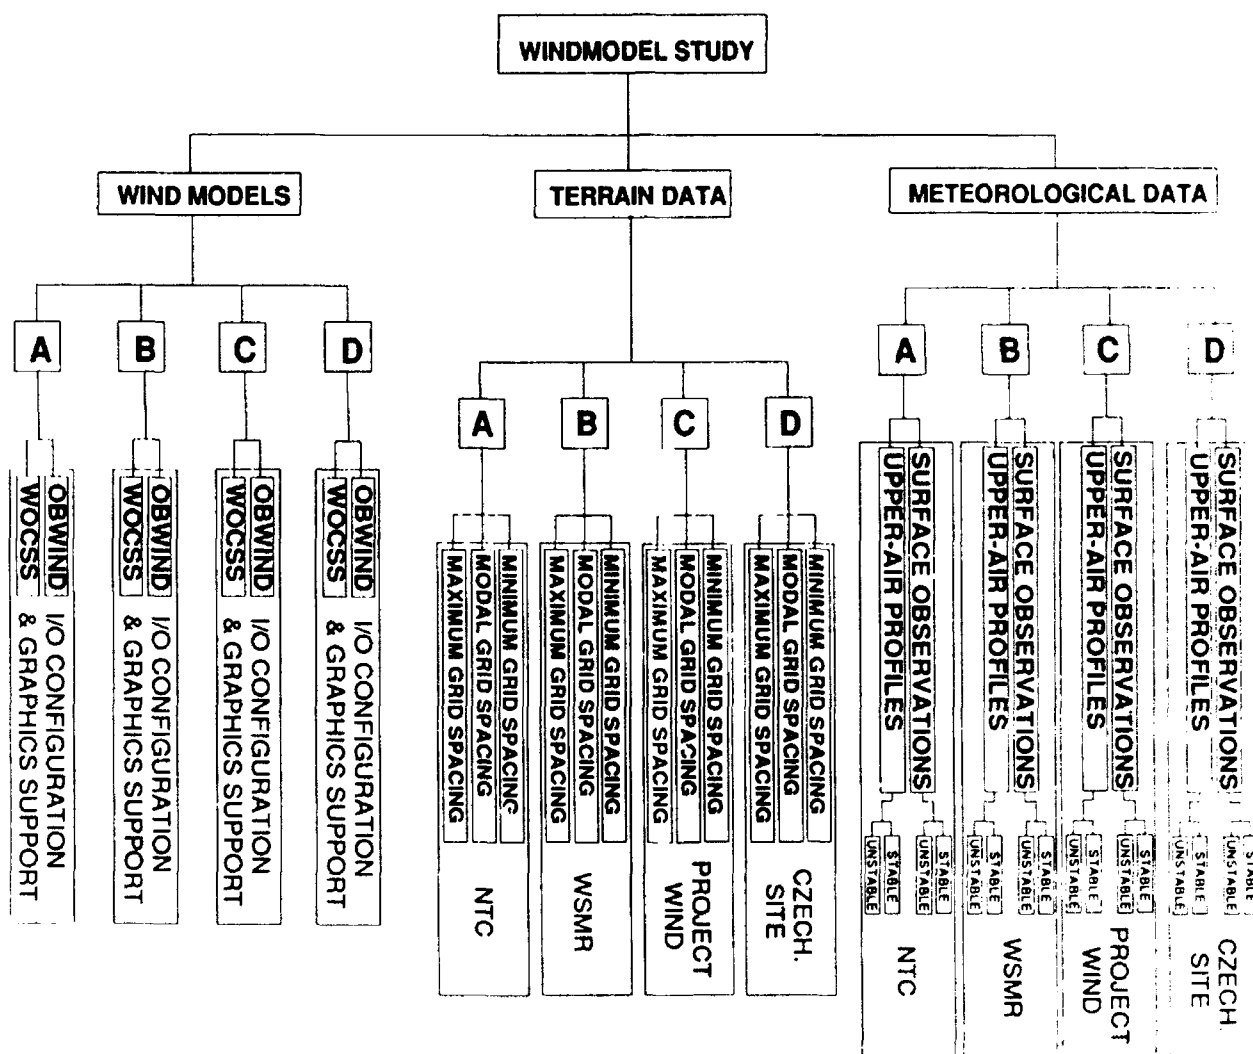 WINDMODEL STUDY
WIND MODELS
TERRAIN DATA
METEOROLOGICAL DATA
A
B
C
D
OBWIND
WOCSS
I/O CONFIGURATION
& GRAPHICS SUPPORT
OBWIND
WOCSS
I/O CONFIGURATION
& GRAPHICS SUPPORT
OBWIND
WOCSS
I/O CONFIGURATION
& GRAPHICS SUPPORT
OBWIND
WOCSS
I/O CONFIGURATION
& GRAPHICS SUPPORT
A
B
C
D
MINIMUM GRID SPACING
MODAL GRID SPACING
MAXIMUM GRID SPACING
NTC
MINIMUM GRID SPACING
MODAL GRID SPACING
MAXIMUM GRID SPACING
WSMR
MINIMUM GRID SPACING
MODAL GRID SPACING
MAXIMUM GRID SPACING
PROJECT
WIND
MINIMUM GRID SPACING
MODAL GRID SPACING
MAXIMUM GRID SPACING
CZECH.
SITE
A
B
C
D
SURFACE OBSERVATIONS
UPPER-AIR PROFILES
STABLE
UNSTABLE
STABLE
UNSTABLE
NTC
SURFACE OBSERVATIONS
UPPER-AIR PROFILES
STABLE
UNSTABLE
STABLE
UNSTABLE
WSMR
SURFACE OBSERVATIONS
UPPER-AIR PROFILES
STABLE
UNSTABLE
STABLE
UNSTABLE
PROJECT
WIND
SURFACE OBSERVATIONS
UPPER-AIR PROFILES
STABLE
UNSTABLE
STABLE
UNSTABLE
CZECH.
SITE